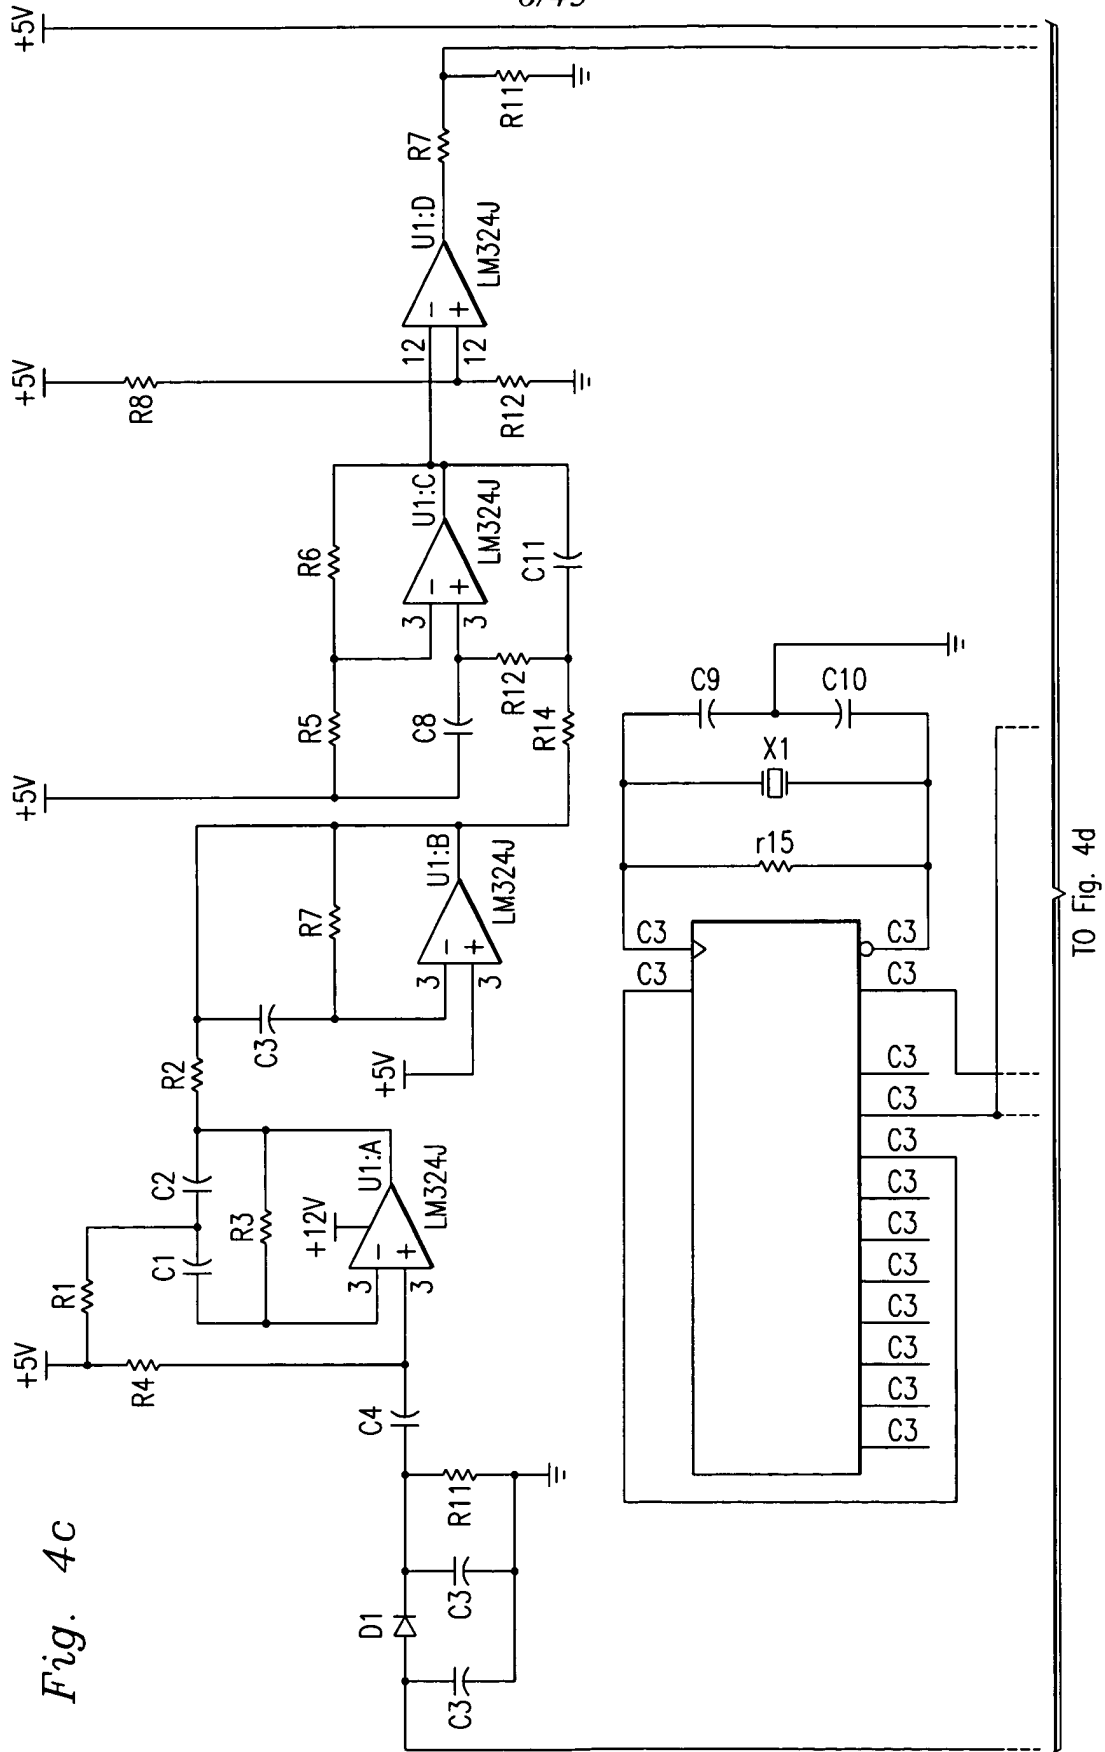 Fig. 4c
+5V
+5V
+5V
+5V
R1
R4
C1
C2
R2
R3
+12V
3
3
U1:A
LM324J
D1
C4
C3
C3
R11
C3
R7
+5V
3
3
U1:B
LM324J
R5
R6
C8
3
3
U1:C
LM324J
R12
R14
C11
R8
12
12
R12
U1:D
LM324J
R7
R11
C9
C10
X1
r15
C3
C3
C3
C3
C3
C3
C3
C3
C3
C3
C3
C3
C3
C3
TO Fig. 4d